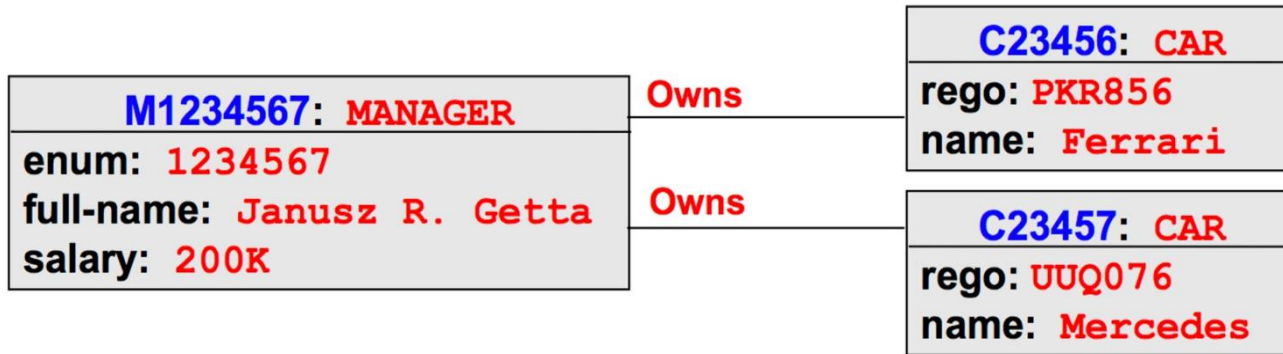 M1234567: MANAGER
enum: 1234567
full-name: Janusz R. Getta
salary: 200K
Owns
Owns
C23456: CAR
rego: PKR856
name: Ferrari
C23457: CAR
rego: UUQ076
name: Mercedes